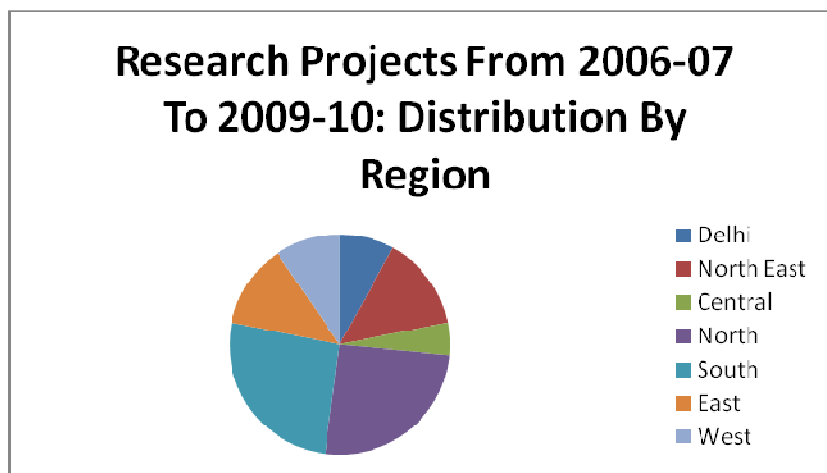 Research Projects From 2006-07
To 2009-10: Distribution By
Region
Delhi
North East
Central
North
South
East
West